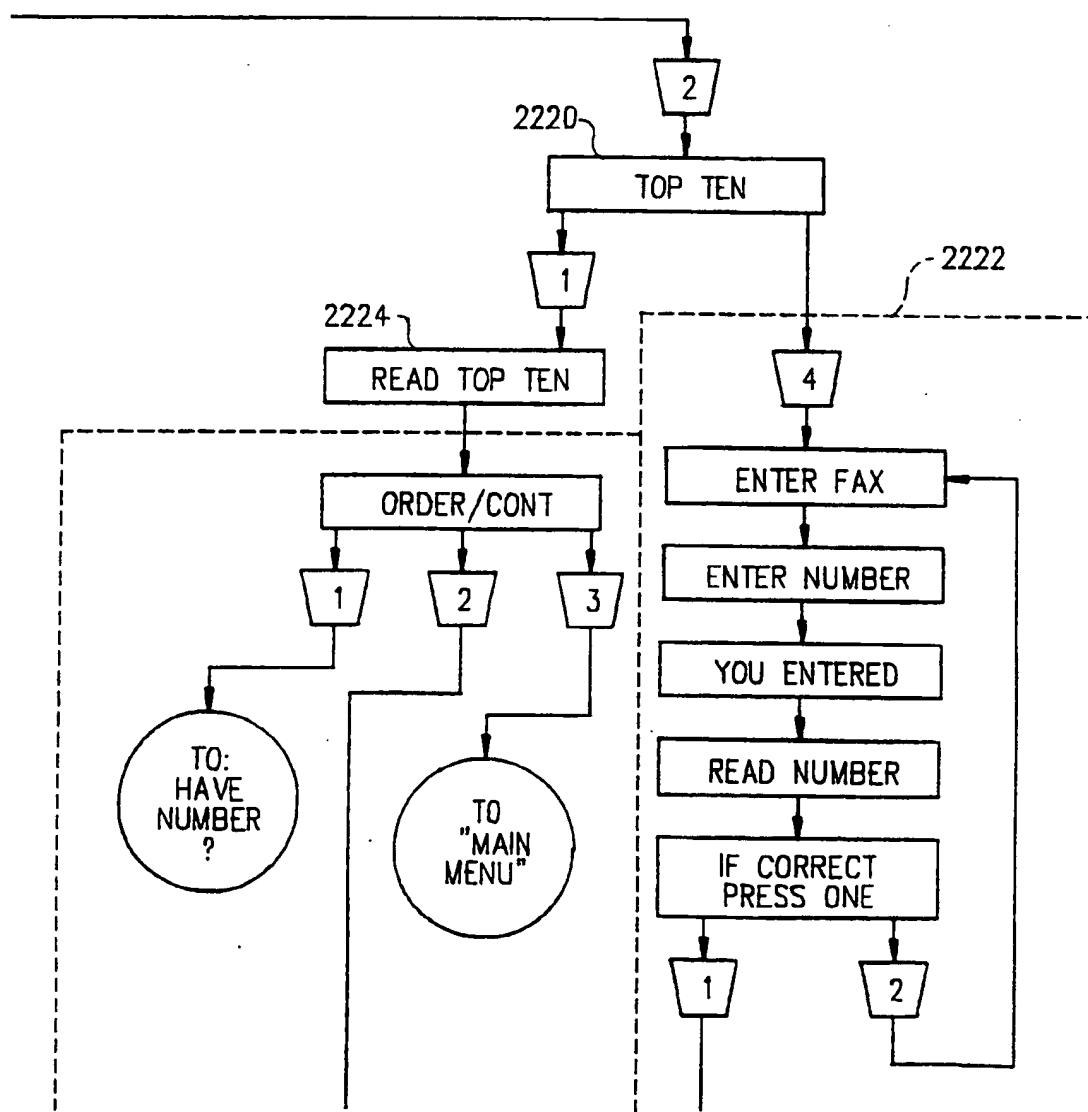 2
2220
TOP TEN
2222
1
2224
READ TOP TEN
4
ENTER FAX
ORDER/CONT
ENTER NUMBER
1
2
3
YOU ENTERED
TO:
HAVE
NUMBER
?
READ NUMBER
TO
"MAIN
MENU"
IF CORRECT
PRESS ONE
1
2